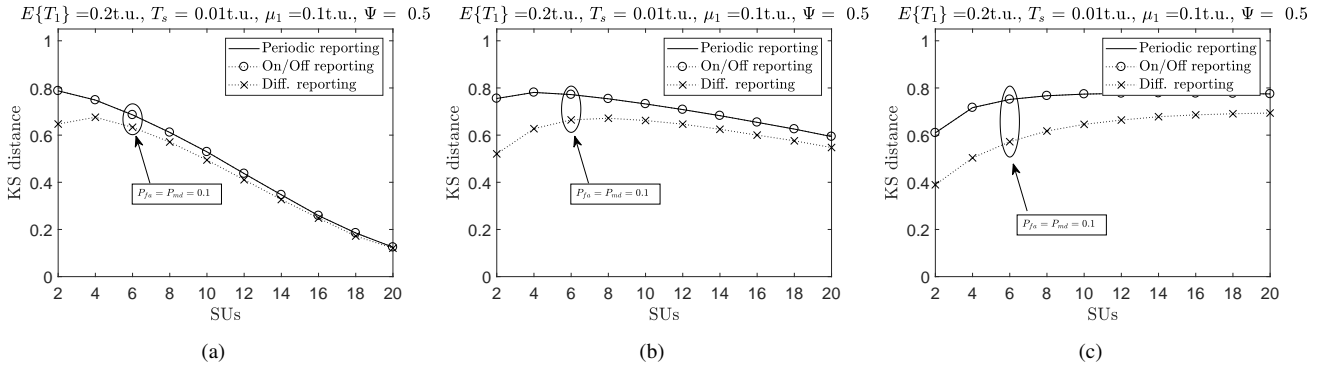 E{T₁} =0.2t.u., Tₛ = 0.01t.u., μ₁ =0.1t.u., Ψ = 0.5
KS distance
1
0.8
0.6
0.4
0.2
0
Periodic reporting
On/Off reporting
Diff. reporting
P_fa = P_md = 0.1
2 4 6 8 10 12 14 16 18 20
SUs
(a)
E{T₁} =0.2t.u., Tₛ = 0.01t.u., μ₁ =0.1t.u., Ψ = 0.5
KS distance
1
0.8
0.6
0.4
0.2
0
Periodic reporting
On/Off reporting
Diff. reporting
P_fa = P_md = 0.1
2 4 6 8 10 12 14 16 18 20
SUs
(b)
E{T₁} =0.2t.u., Tₛ = 0.01t.u., μ₁ =0.1t.u., Ψ = 0.5
KS distance
1
0.8
0.6
0.4
0.2
0
Periodic reporting
On/Off reporting
Diff. reporting
P_fa = P_md = 0.1
2 4 6 8 10 12 14 16 18 20
SUs
(c)